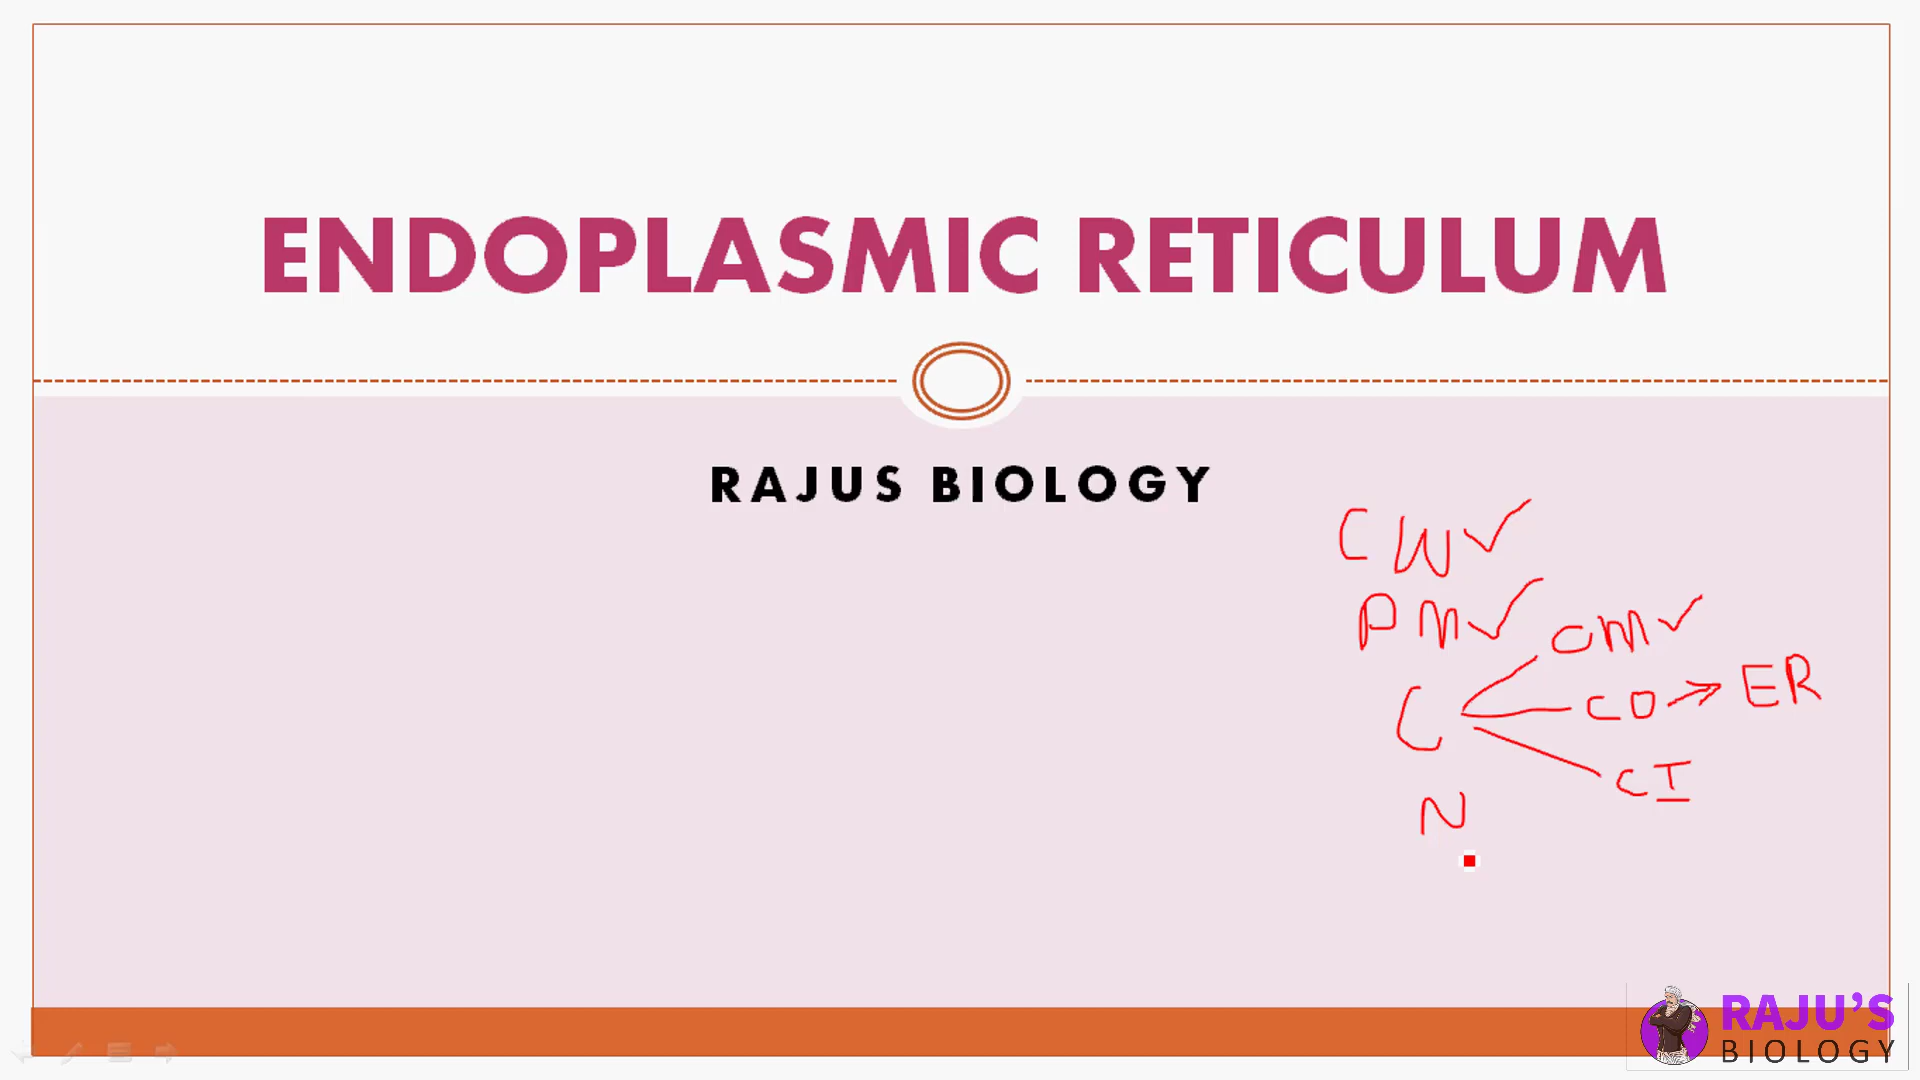 ENDOPLASMIC RETICULUM
RAJUS BIOLOGY
CW✓
PM✓
CM✓
C
CO → ER
CI
N
RAJU'S
BIOLOGY